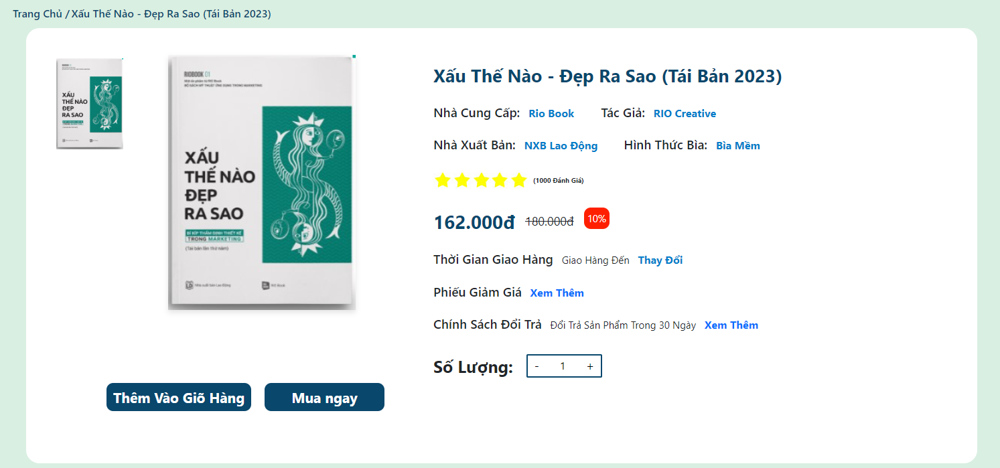 Trang Chủ / Xấu Thế Nào - Đẹp Ra Sao (Tái Bản 2023)
RIOBOOK 01
Một ấn phẩm từ RIO Book
BỘ SÁCH MỸ THUẬT ỨNG DỤNG TRONG MARKETING
XẤU
THẾ NÀO
ĐẸP
RA SAO
BÍ KÍP THẨM ĐỊNH THIẾT KẾ
TRONG MARKETING
(Tái bản lần thứ năm)
Nhà xuất bản Lao Động
RIO Book
XẤU
THẾ NÀO
ĐẸP
RA SAO
Xấu Thế Nào - Đẹp Ra Sao (Tái Bản 2023)
Nhà Cung Cấp: Rio Book Tác Giả: RIO Creative
Nhà Xuất Bản: NXB Lao Động Hình Thức Bìa: Bìa Mềm
(1000 Đánh Giá)
162.000đ 180.000đ 10%
Thời Gian Giao Hàng Giao Hàng Đến Thay Đổi
Phiếu Giảm Giá Xem Thêm
Chính Sách Đổi Trả Đổi Trả Sản Phẩm Trong 30 Ngày Xem Thêm
Số Lượng: - 1 +
Thêm Vào Giõ Hàng Mua ngay